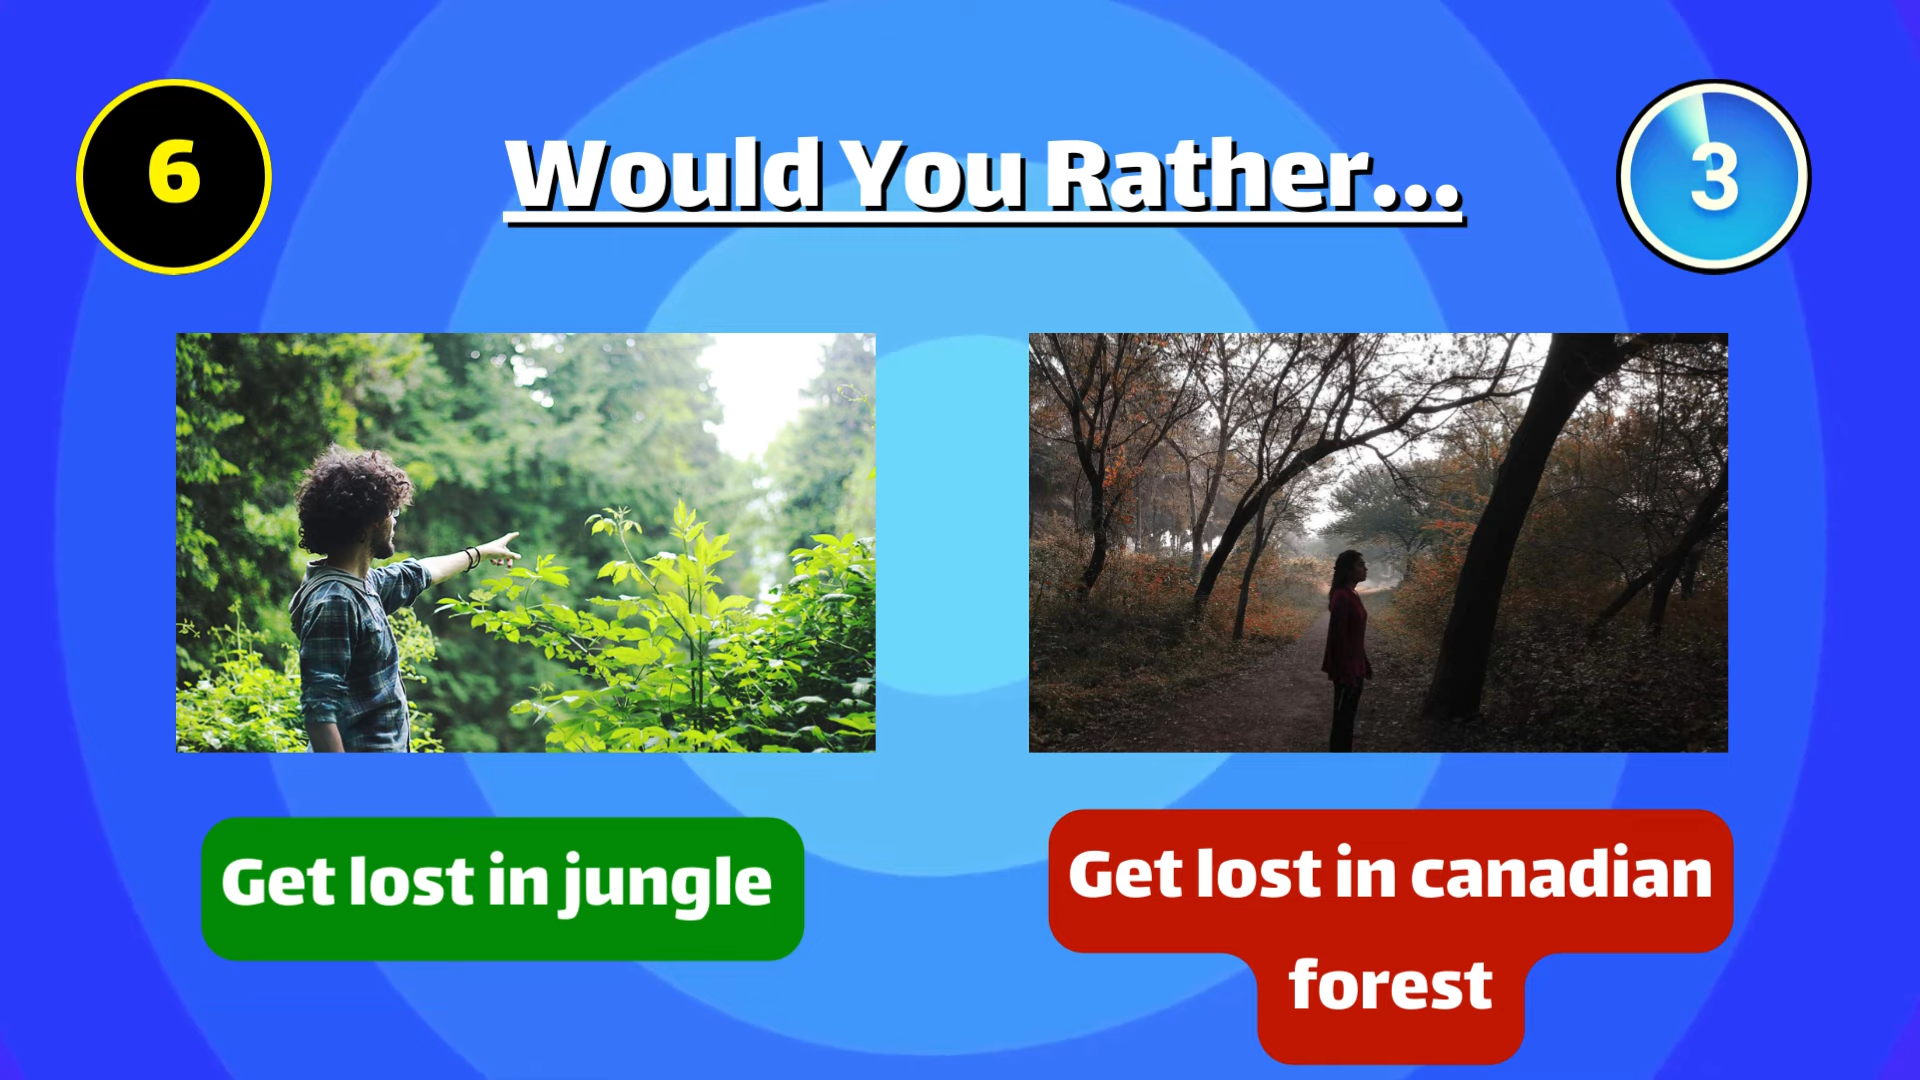 6
Would You Rather...
3
Get lost in jungle
Get lost in canadian
forest